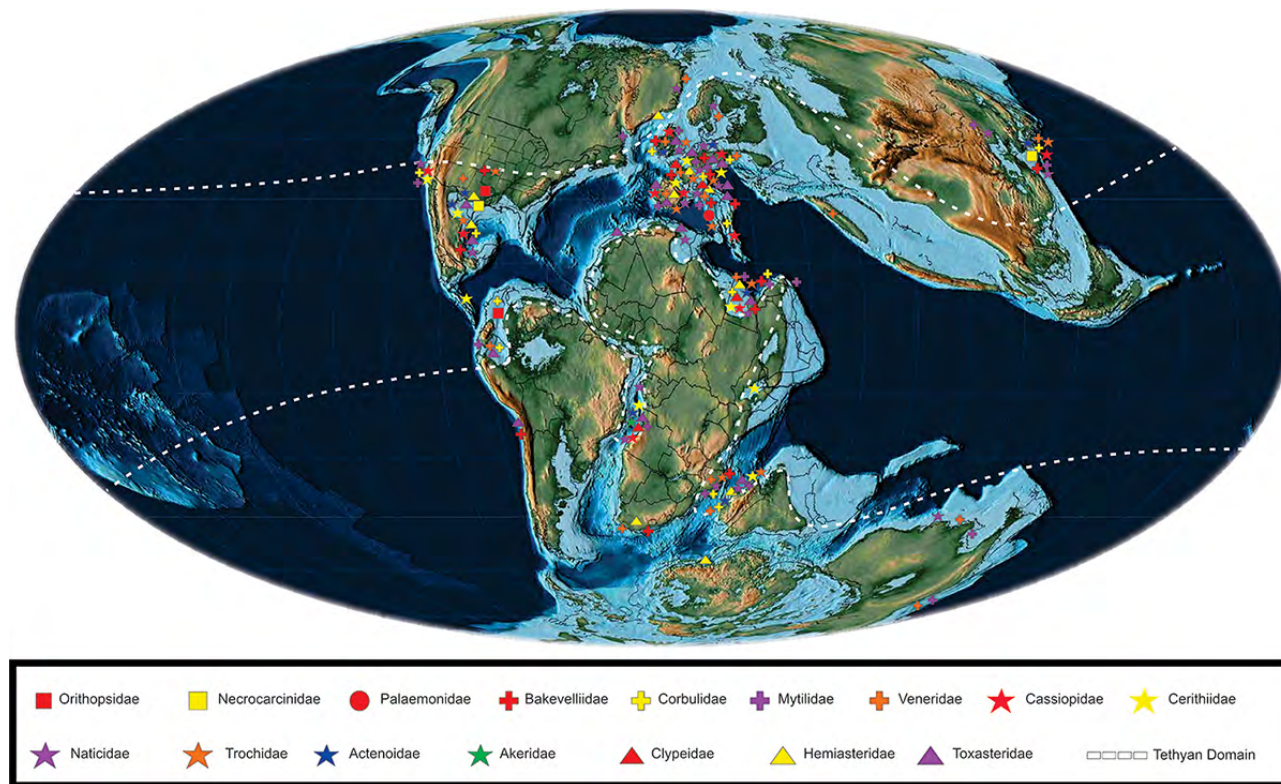 Orithopsidae Necrocarcinidae Palaemonidae Bakevelliidae Corbulidae Mytilidae Veneridae Cassiopidae Cerithiidae
Naticidae Trochidae Actenoidae Akeridae Clypeidae Hemiasteridae Toxasteridae Tethyan Domain